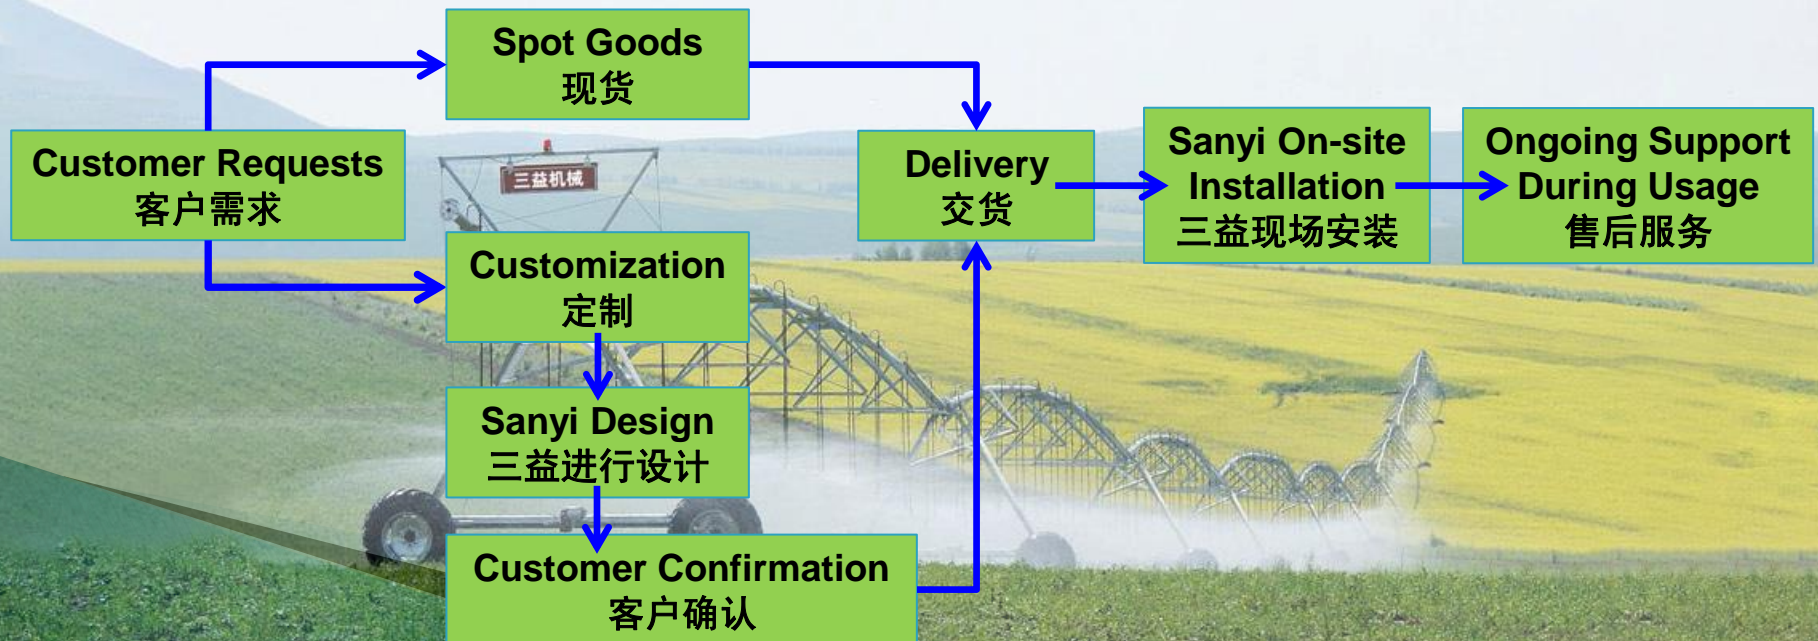 Spot Goods
现货
Customer Requests
客户需求
三益机械
Customization
定制
Sanyi Design
三益进行设计
Customer Confirmation
客户确认
Delivery
交货
Sanyi On-site
Installation
三益现场安装
Ongoing Support
During Usage
售后服务